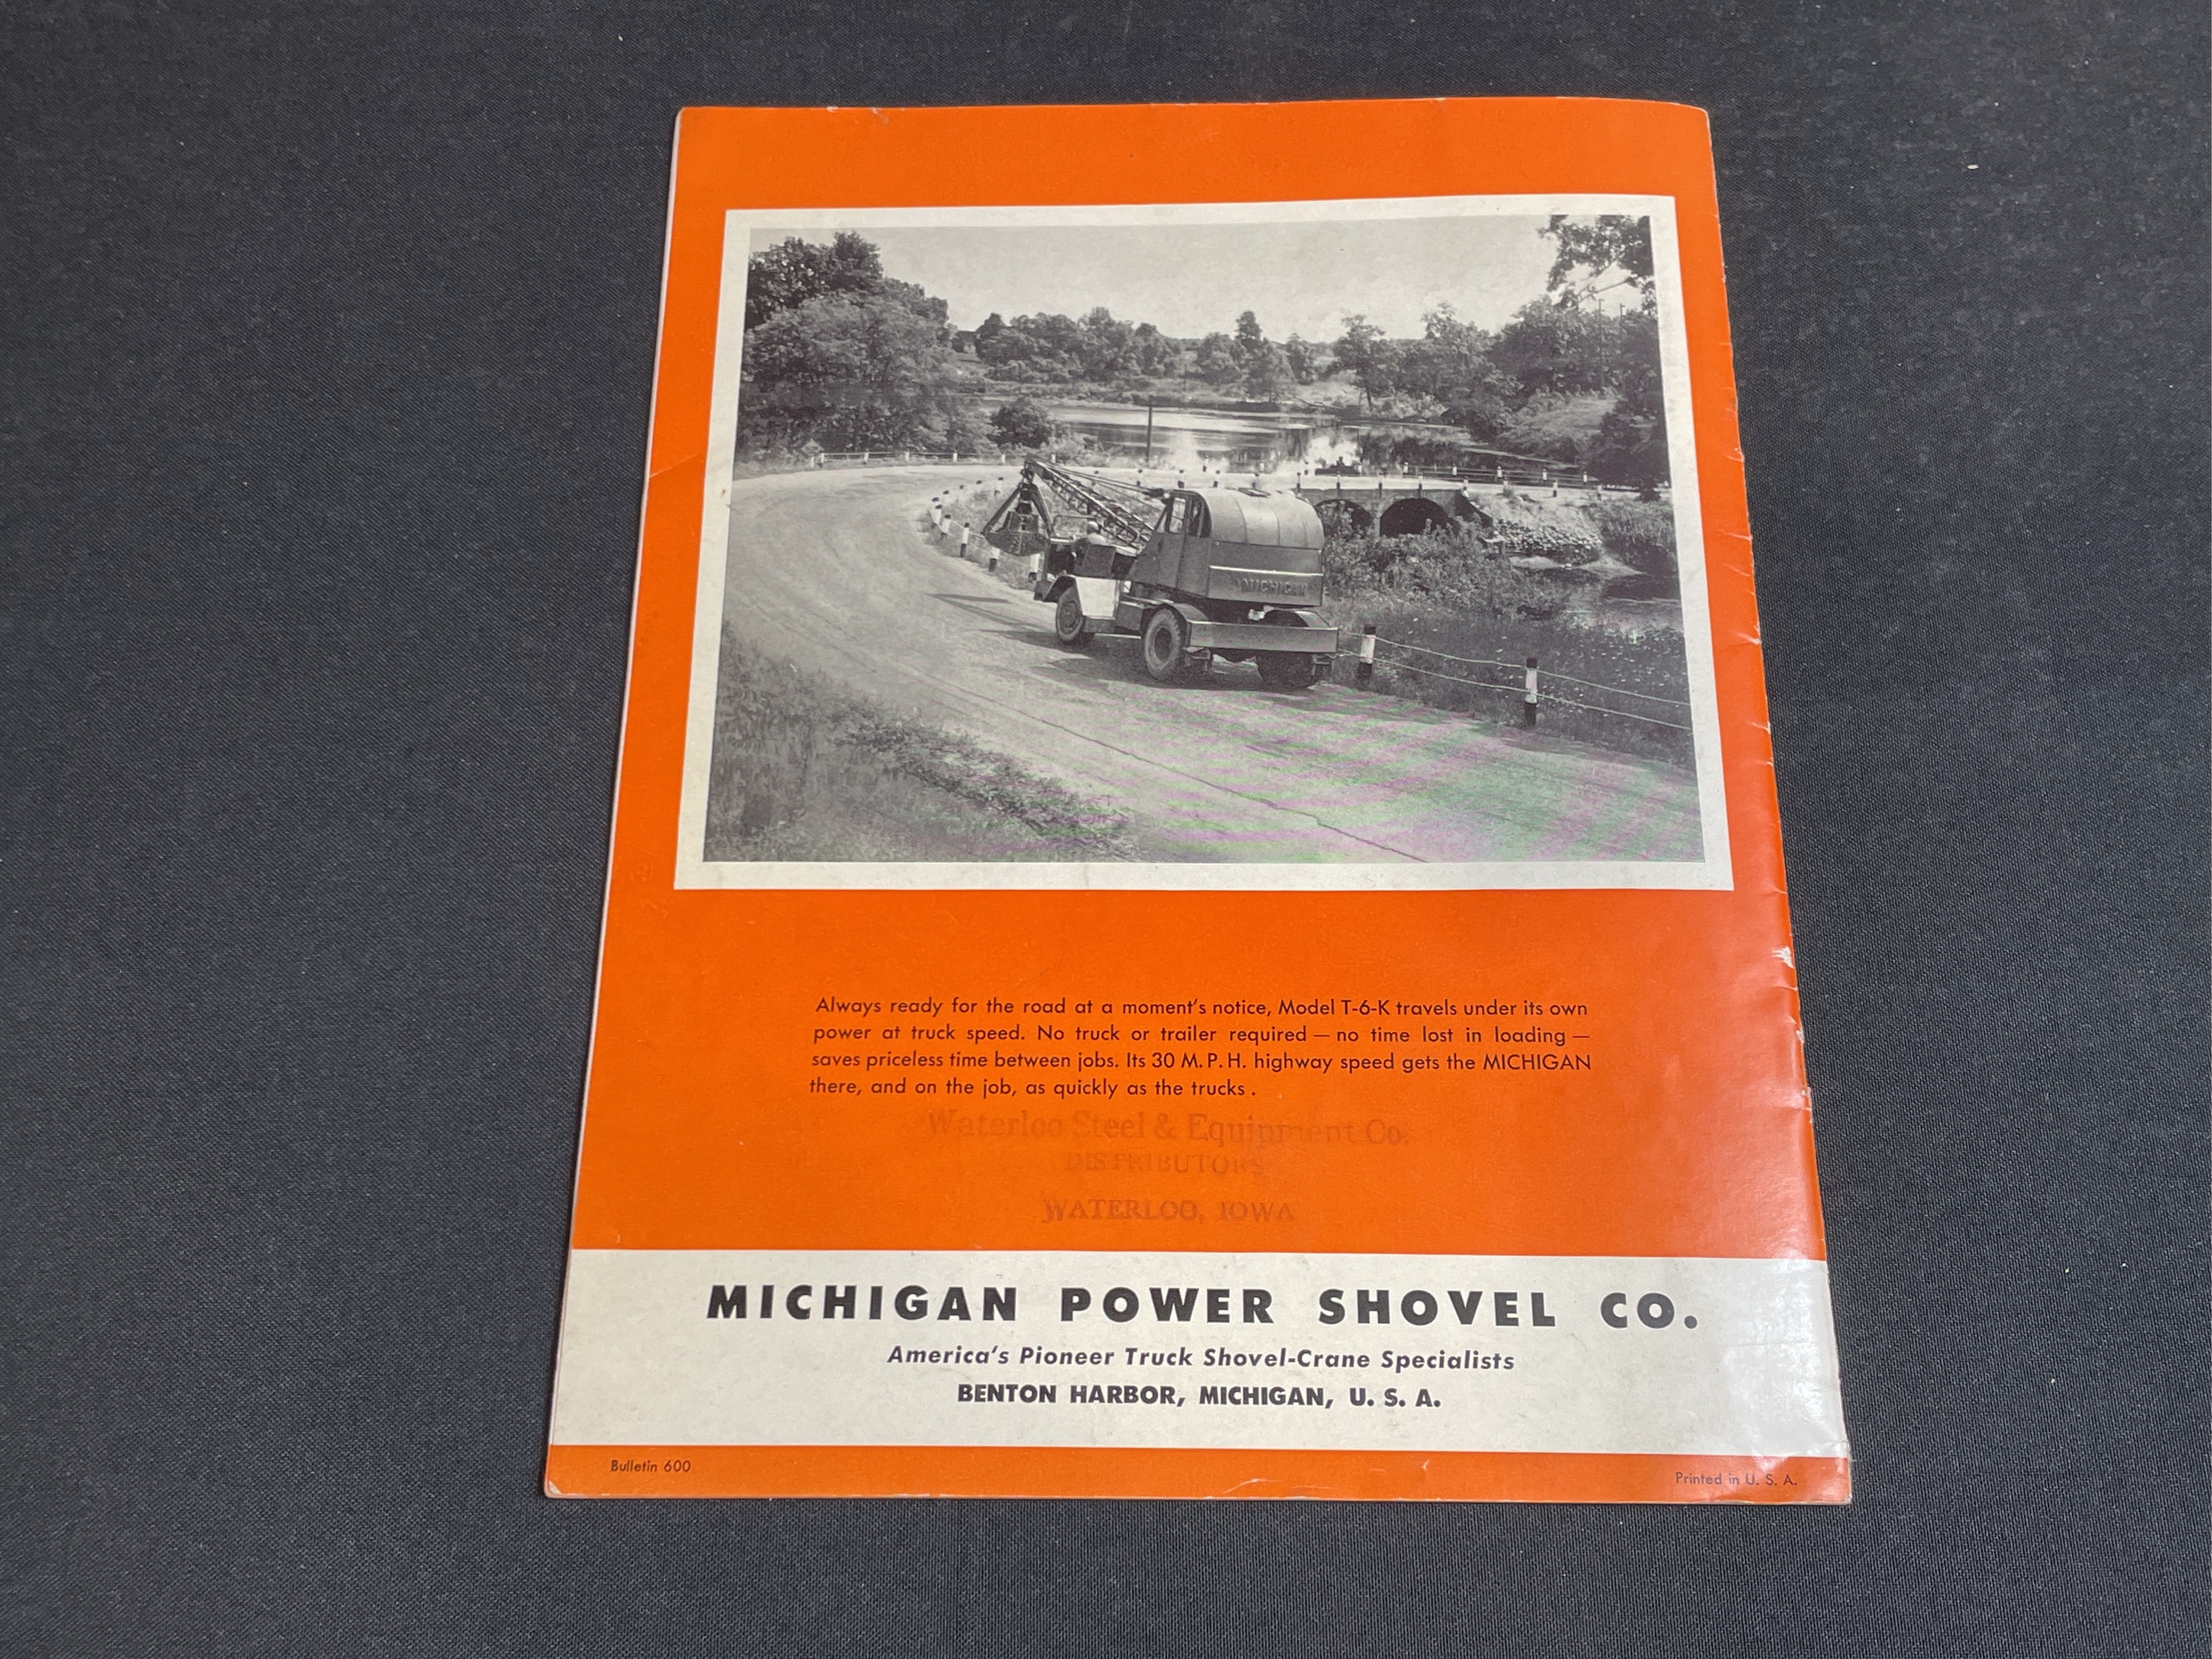 MICHIGAN
Always ready for the road at a moment's notice, Model T-6-K travels under its own
power at truck speed. No truck or trailer required — no time lost in loading —
saves priceless time between jobs. Its 30 M.P.H. highway speed gets the MICHIGAN
there, and on the job, as quickly as the trucks.
Waterloo Steel & Equipment Co.
DISTRIBUTORS
WATERLOO, IOWA
MICHIGAN POWER SHOVEL CO.
America's Pioneer Truck Shovel-Crane Specialists
BENTON HARBOR, MICHIGAN, U. S. A.
Bulletin 600
Printed in U. S. A.